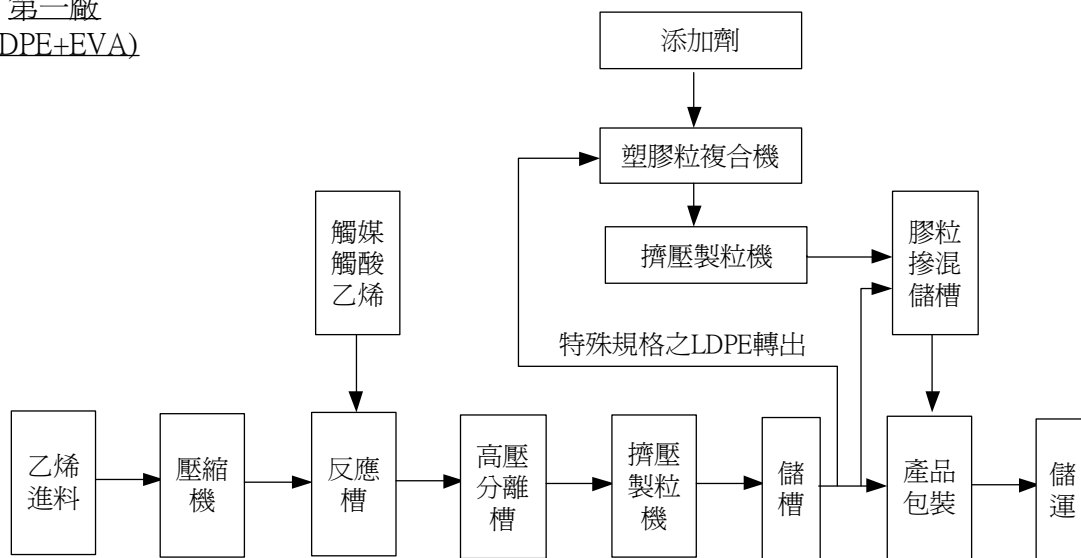 第一廠
DPE+EVA)
添加劑
塑膠粒複合機
擠壓製粒機
觸媒
觸酸
乙烯
膠粒
摻混
儲槽
特殊規格之LDPE轉出
乙烯
進料
壓縮
機
反應
槽
高壓
分離
槽
擠壓
製粒
機
儲
槽
產品
包裝
儲
運